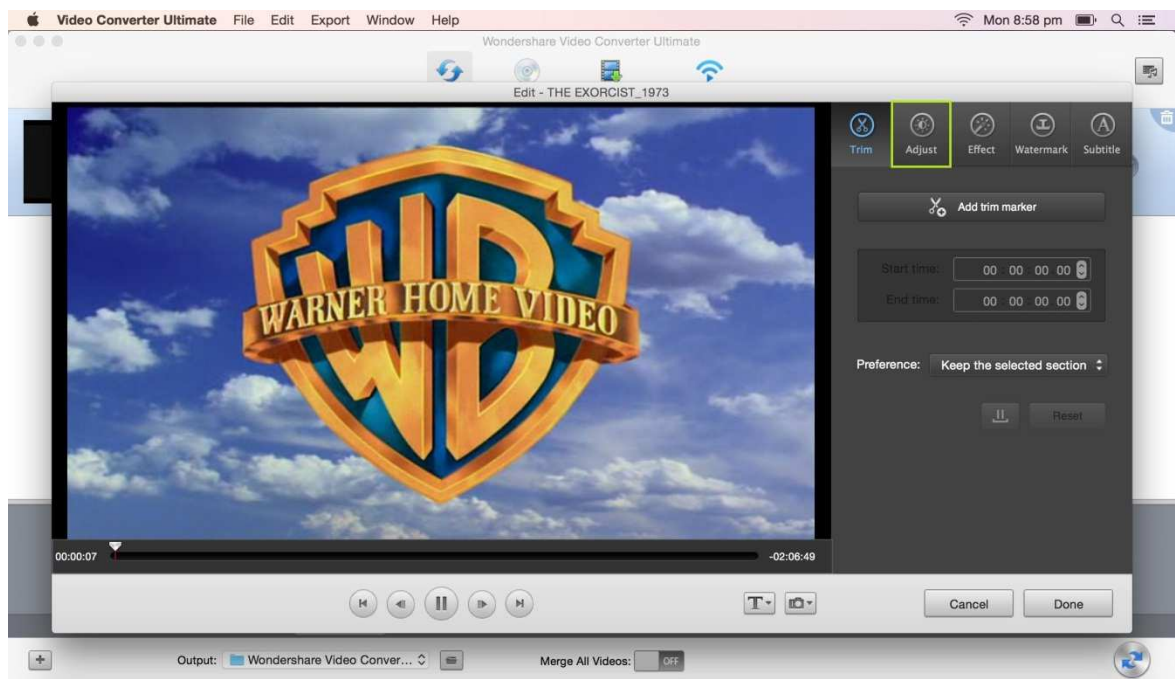 Video Converter Ultimate File Edit Export Window Help Mon 8:58 pm
Wondershare Video Converter Ultimate
Edit - THE EXORCIST_1973
Trim Adjust Effect Watermark Subtitle
Add trim marker
WARNER HOME VIDEO
Start time: 00 : 00 : 00 . 00
End time: 00 : 00 : 00 . 00
Preference: Keep the selected section
Reset
00:00:07 -02:06:49
Cancel Done
Output: Wondershare Video Conver... Merge All Videos: OFF